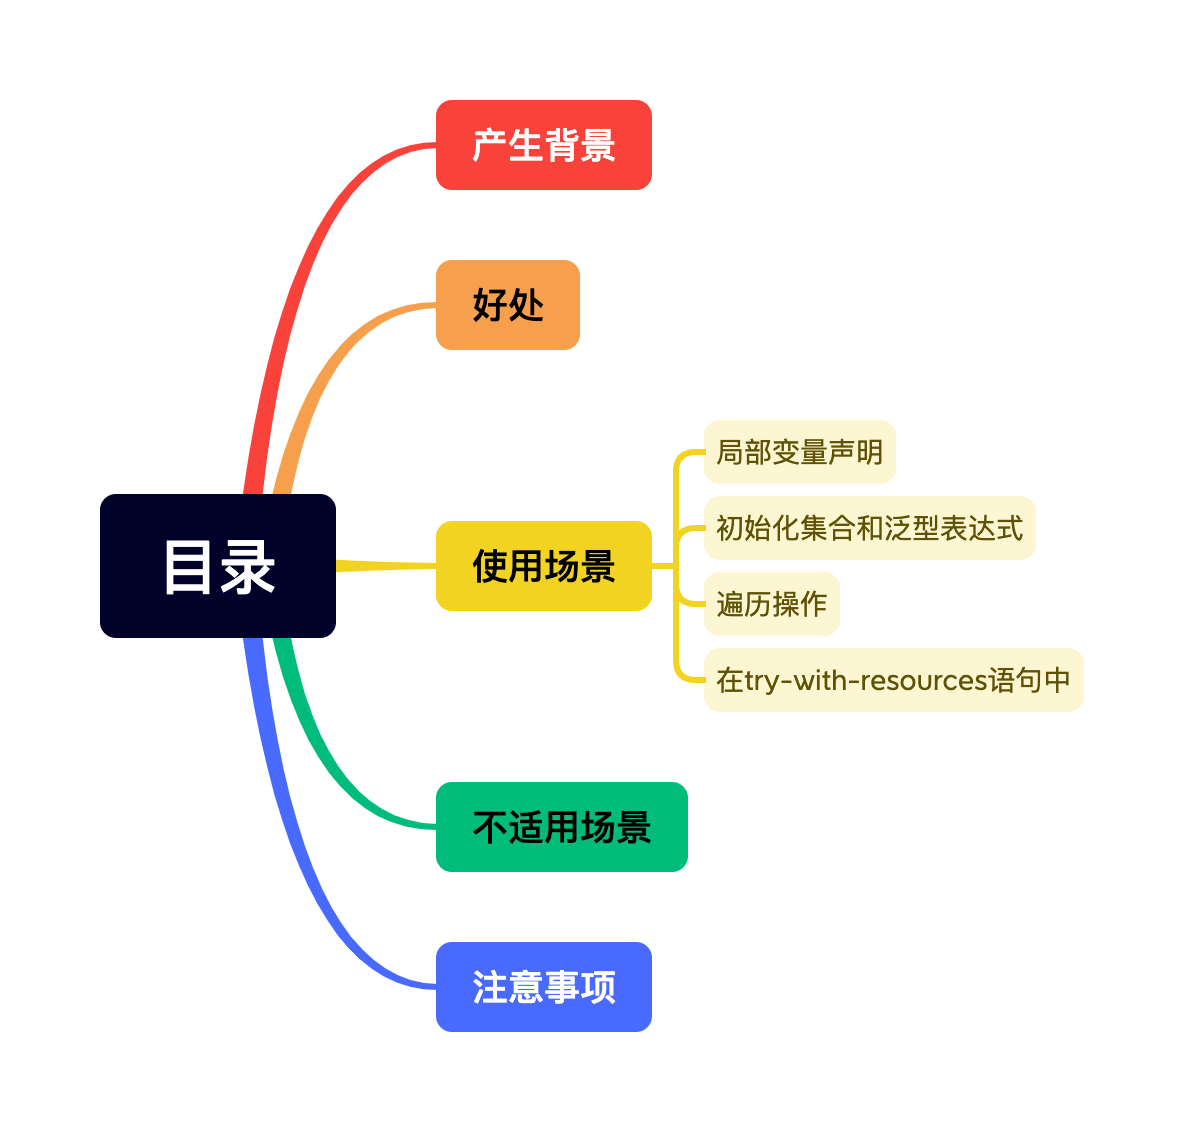 目录
产生背景
好处
使用场景
局部变量声明
初始化集合和泛型表达式
遍历操作
在try-with-resources语句中
不适用场景
注意事项